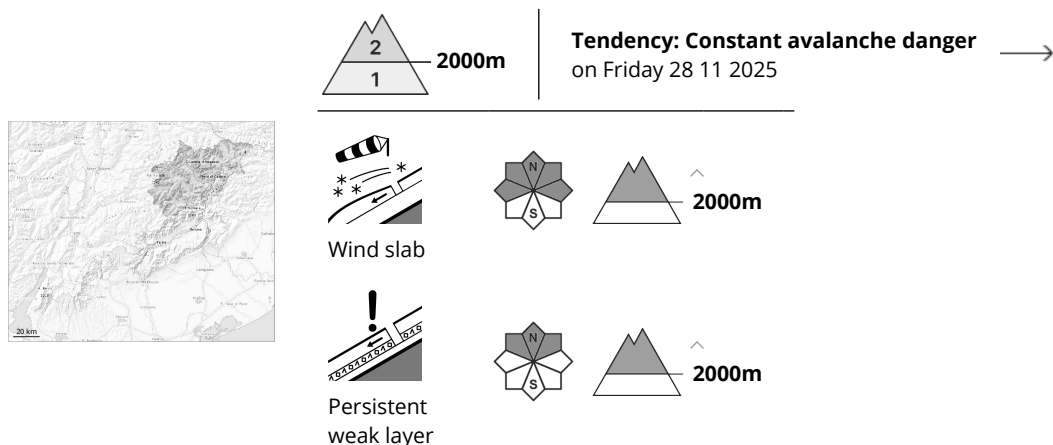 2
1
2000m
Tendency: Constant avalanche danger
on Friday 28 11 2025
20 km
N
S
2000m
Wind slab
N
S
2000m
Persistent
weak layer